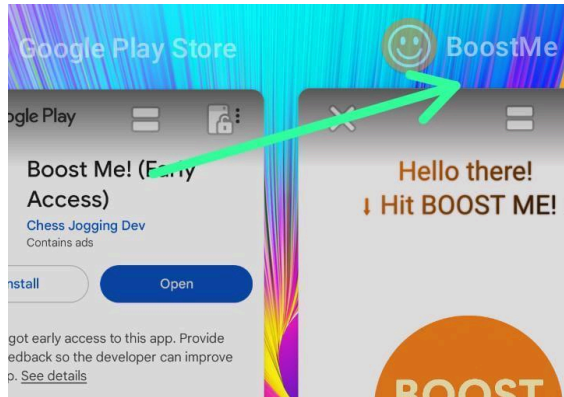 Google Play Store
BoostMe
ogle Play
Boost Me! (Early
Access)
Chess Jogging Dev
Contains ads
nstall
Open
got early access to this app. Provide
edback so the developer can improve
p. See details
Hello there!
↓ Hit BOOST ME!
BOOST